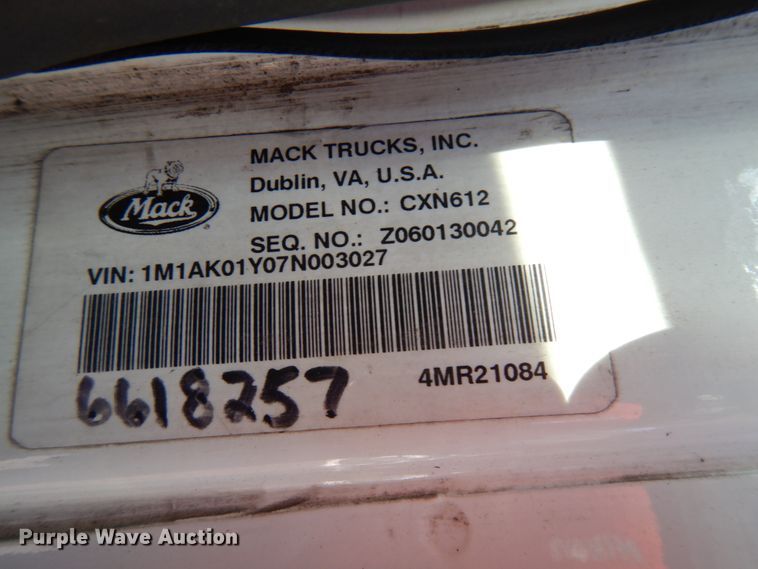 MACK TRUCKS, INC.
Dublin, VA, U.S.A.
Mack
MODEL NO.: CXN612
SEQ. NO.: Z060130042
VIN: 1M1AK01Y07N003027
6618257
4MR21084
Purple Wave Auction